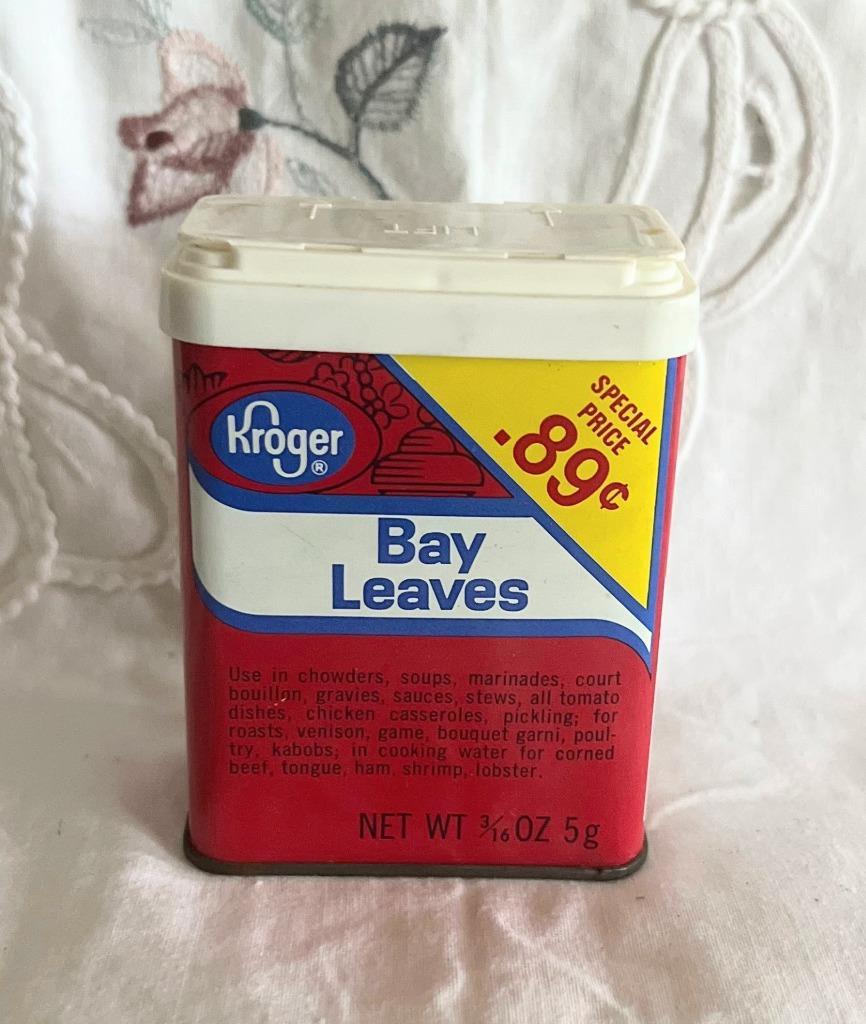 LIFT
Kroger®
SPECIAL
PRICE
.89¢
Bay
Leaves
Use in chowders, soups, marinades, court
bouillon, gravies, sauces, stews, all tomato
dishes, chicken casseroles, pickling; for
roasts, venison, game, bouquet garni, poul-
try, kabobs; in cooking water for corned
beef, tongue, ham, shrimp, lobster.
NET WT 3/16 OZ 5g